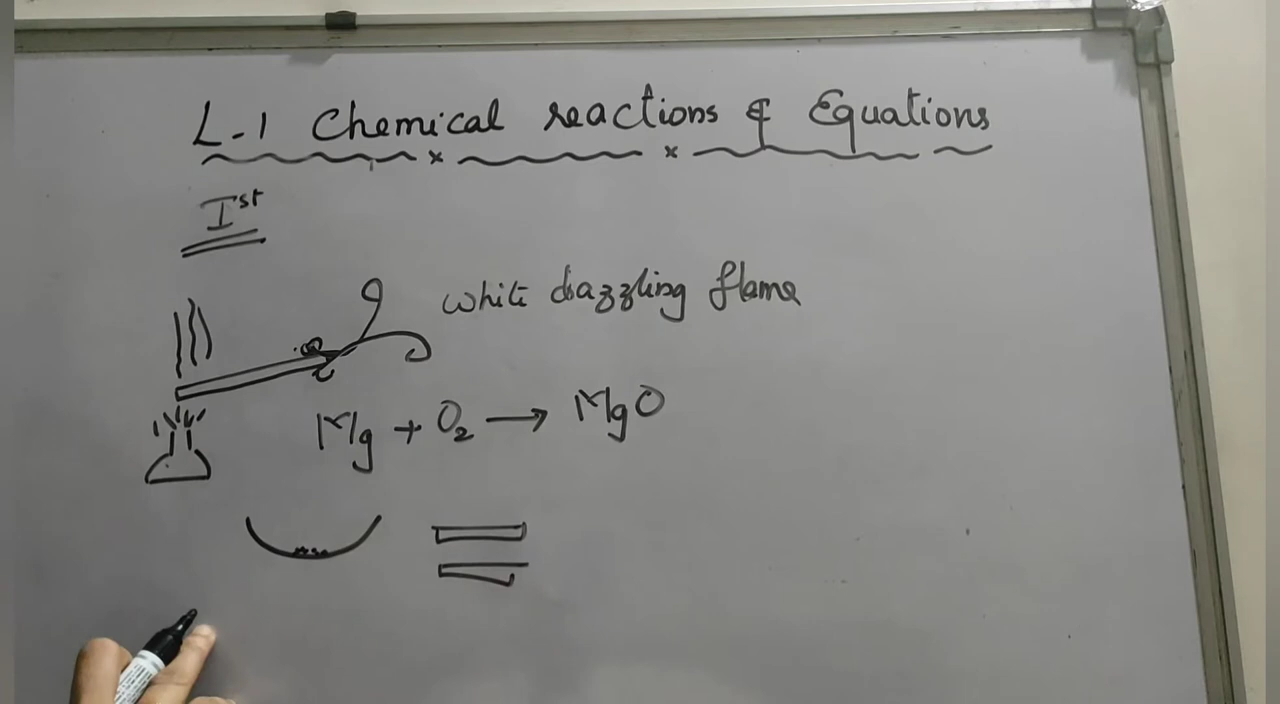 L-1 Chemical reactions & Equations
Ist
white dazzling flame
Mg + O2 → MgO